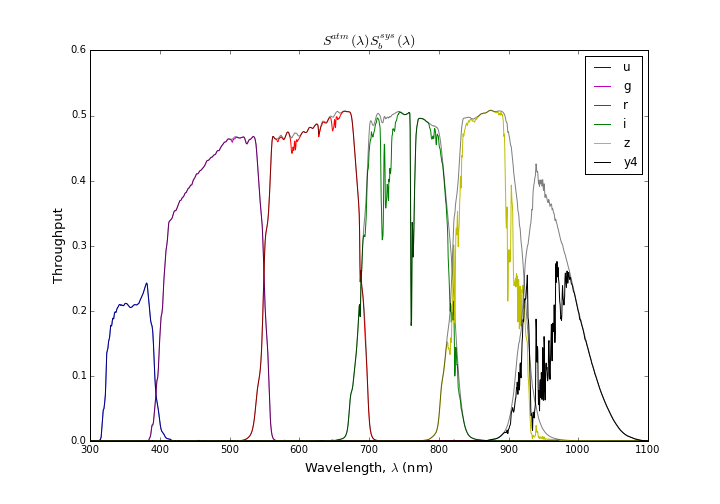 S^{atm}(λ)S_b^{sys}(λ)
0.6
0.5
0.4
0.3
0.2
0.1
0.0
Throughput
300 400 500 600 700 800 900 1000 1100
Wavelength, λ (nm)
u
g
r
i
z
y4